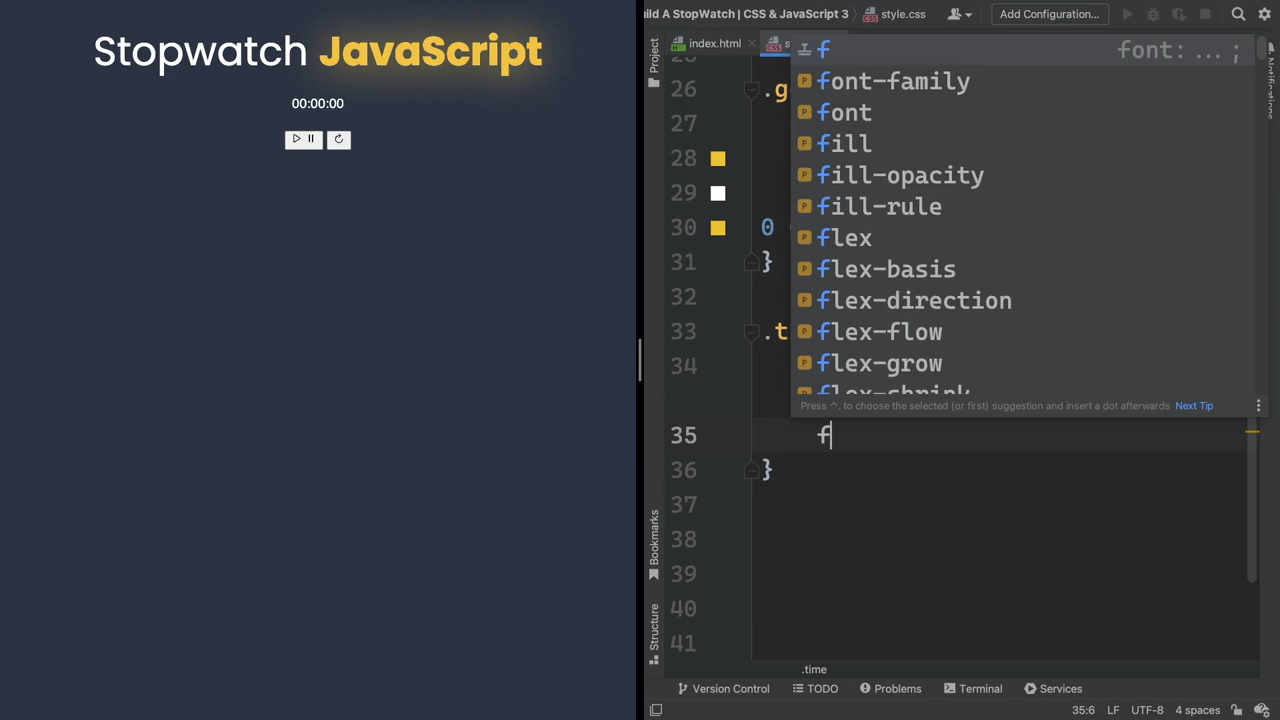 Stopwatch JavaScript
00:00:00
ild A StopWatch | CSS & JavaScript 3
style.css
Add Configuration...
Project
index.html
s
f font: ... ;
font-family
font
fill
fill-opacity
fill-rule
flex
flex-basis
flex-direction
flex-flow
flex-grow
flex-shrink
Press ^. to choose the selected (or first) suggestion and insert a dot afterwards Next Tip
Notifications
26 .g
27
28
29
30 0
31 }
32
33 .t
34
35 f
36 }
37
38
39
40
41
Bookmarks
Structure
.time
Version Control
TODO
Problems
Terminal
Services
35:6 LF UTF-8 4 spaces